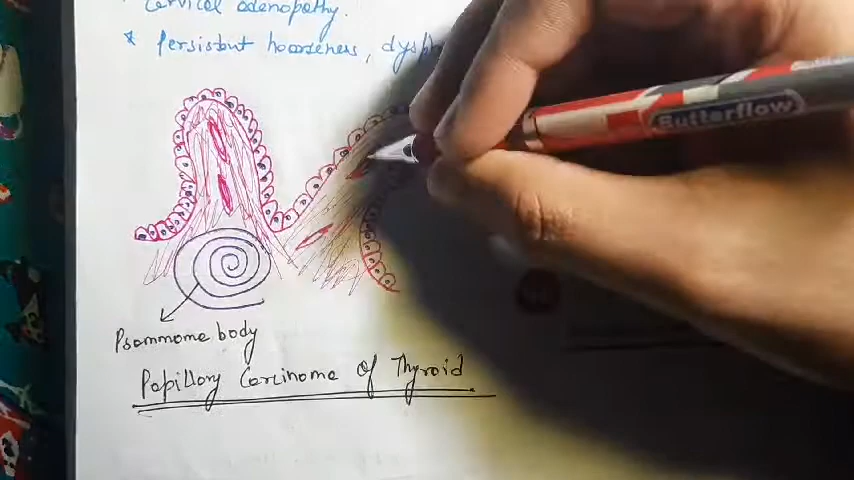 Cervical adenopathy.
* Persistent hoarseness, dysph
Butterflow
Psammoma body
Papillary Carcinoma Of Thyroid